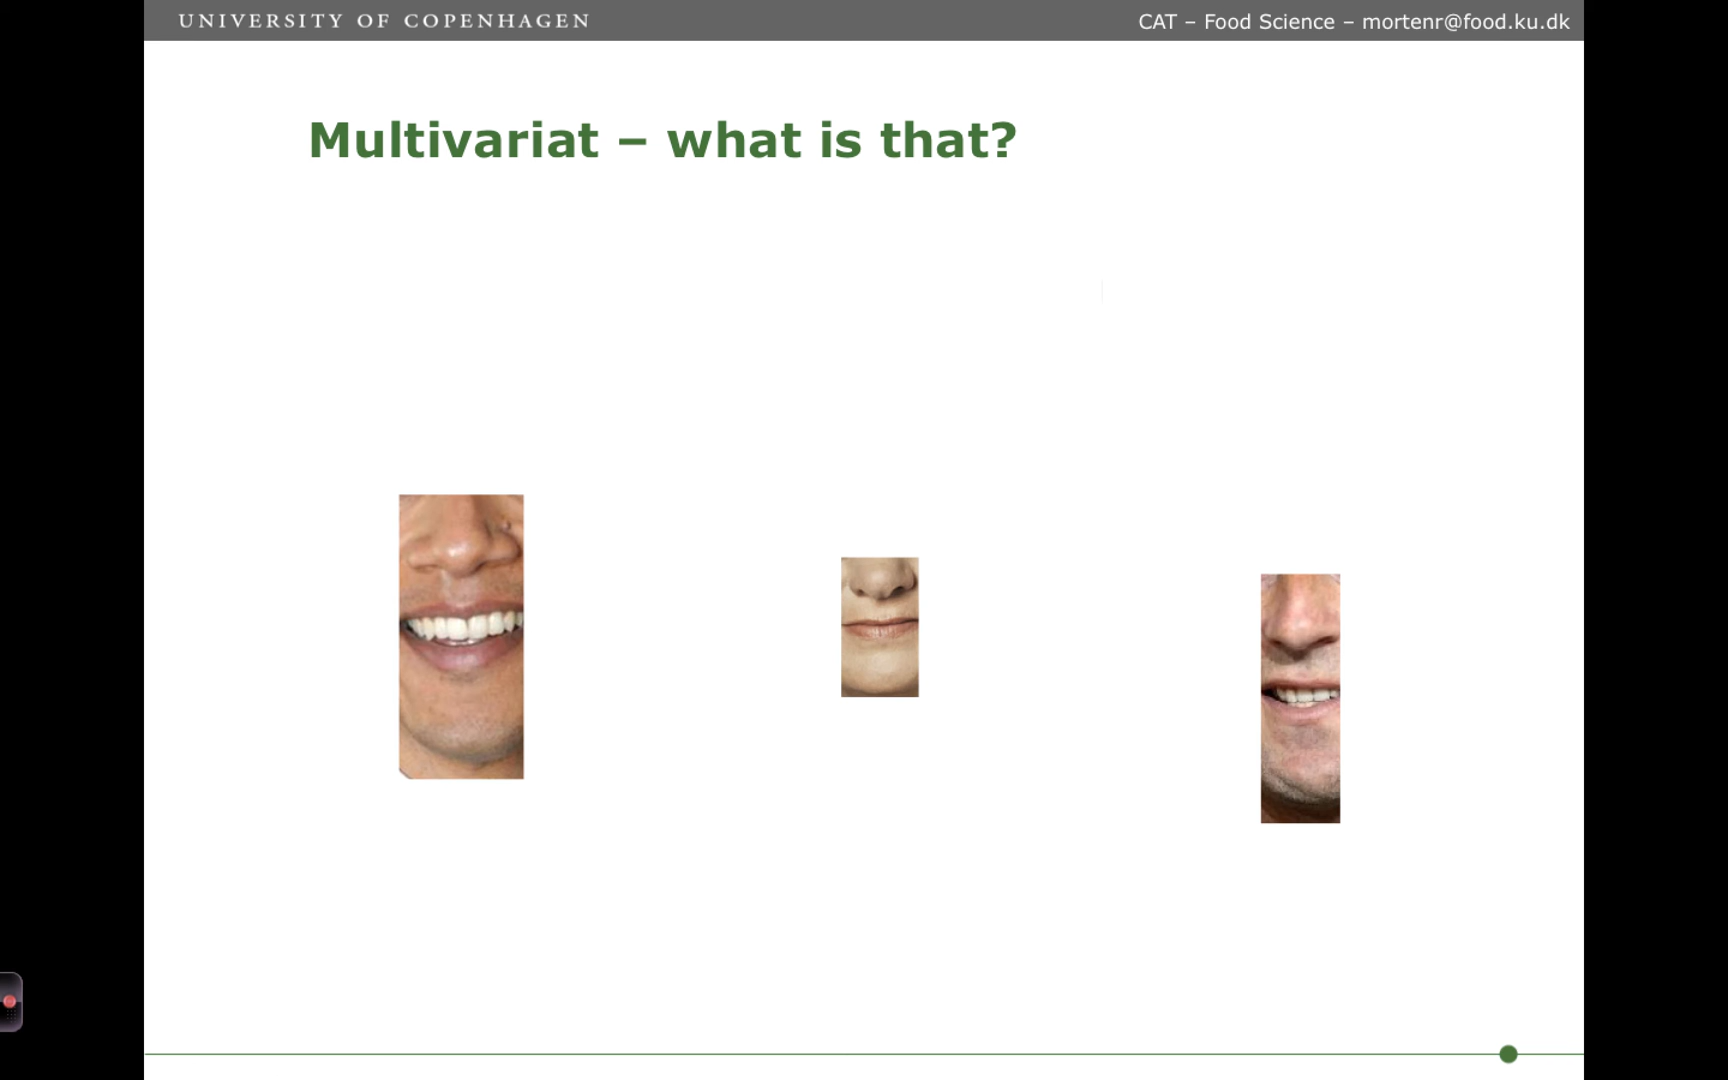 UNIVERSITY OF COPENHAGEN
CAT – Food Science – mortenr@food.ku.dk
Multivariat – what is that?